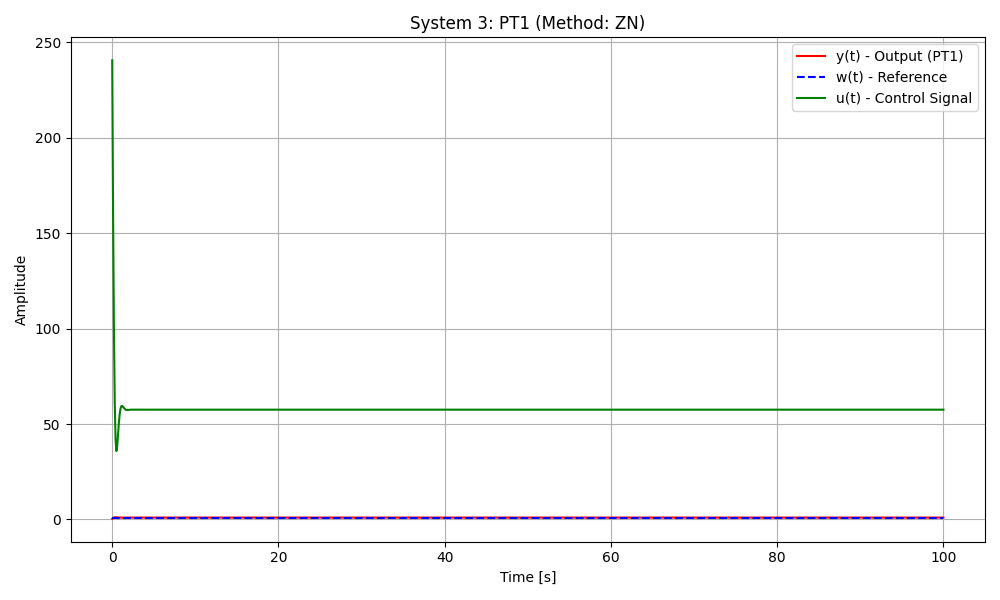 System 3: PT1 (Method: ZN)
y(t) - Output (PT1)
w(t) - Reference
u(t) - Control Signal
Amplitude
250
200
150
100
50
0
0 20 40 60 80 100
Time [s]